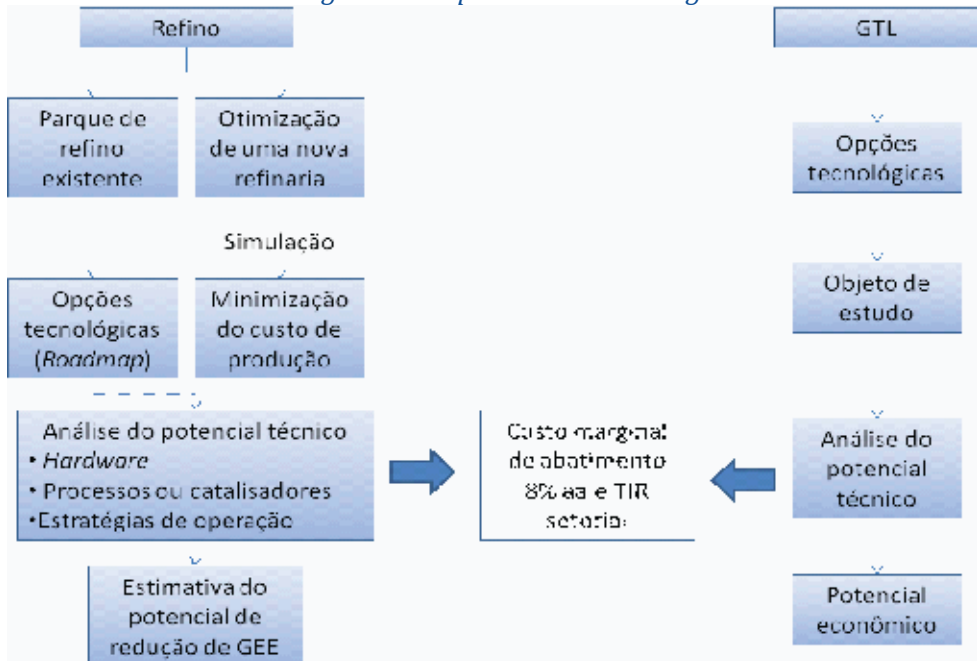 Refino
GTL
Parque de
refino
existente
Otimização
de uma nova
refinaria
Opções
tecnológicas
Simulação
Opções
tecnológicas
(Roadmap)
Minimização
do custo de
produção
Objeto de
estudo
Análise do potencial técnico
• Hardware
• Processos ou catalisadores
•Estratégias de operação
Custo marginal
de abatimento
8% aa e TIR
setorial
Análise do
potencial
técnico
Estimativa do
potencial de
redução de GEE
Potencial
econômico